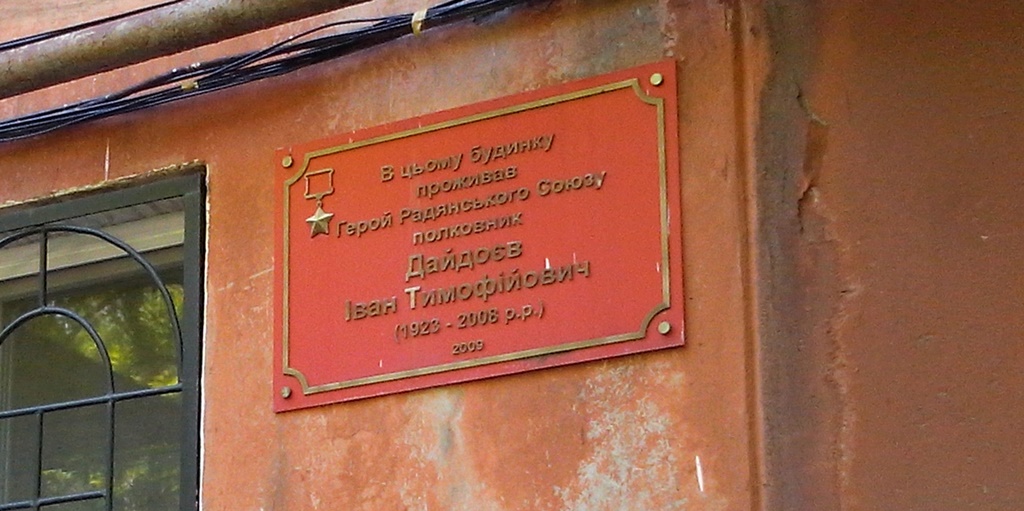 В цьому будинку
проживав
Герой Радянського Союзу
полковник
Дайдоєв
Іван Тимофійович
(1923 - 2008 р.р.)
2009